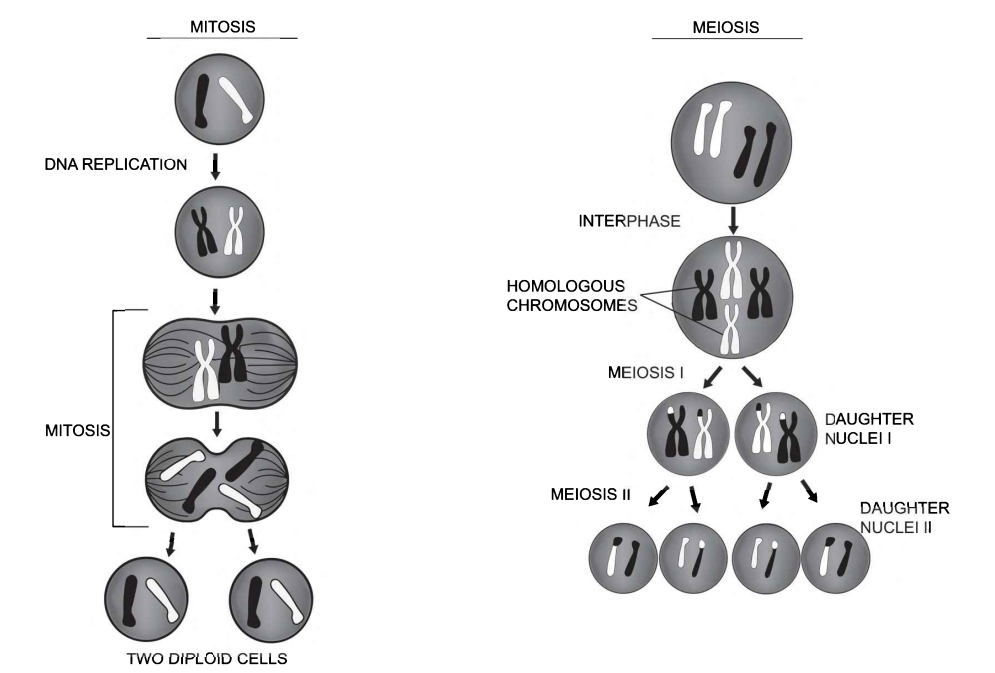 MITOSIS
DNA REPLICATION
MITOSIS
TWO DIPLOID CELLS
MEIOSIS
INTERPHASE
HOMOLOGOUS
CHROMOSOMES
MEIOSIS I
DAUGHTER
NUCLEI I
MEIOSIS II
DAUGHTER
NUCLEI II